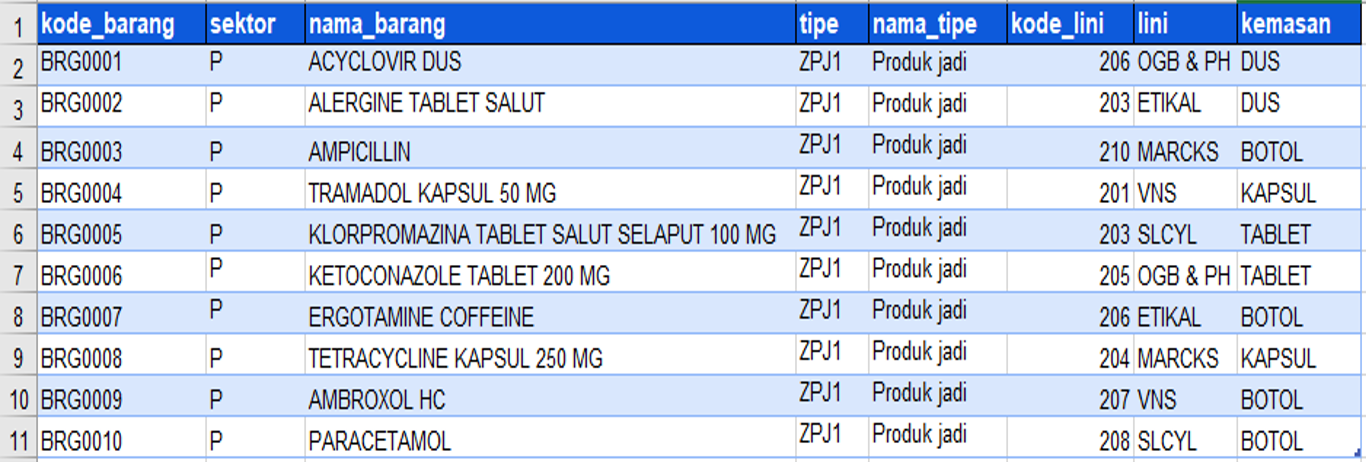 1 kode_barang sektor nama_barang tipe nama_tipe kode_lini lini kemasan
2 BRG0001 P ACYCLOVIR DUS ZPJ1 Produk jadi 206 OGB & PH DUS
3 BRG0002 P ALERGINE TABLET SALUT ZPJ1 Produk jadi 203 ETIKAL DUS
4 BRG0003 P AMPICILLIN ZPJ1 Produk jadi 210 MARCKS BOTOL
5 BRG0004 P TRAMADOL KAPSUL 50 MG ZPJ1 Produk jadi 201 VNS KAPSUL
6 BRG0005 P KLORPROMAZINA TABLET SALUT SELAPUT 100 MG ZPJ1 Produk jadi 203 SLCYL TABLET
7 BRG0006 P KETOCONAZOLE TABLET 200 MG ZPJ1 Produk jadi 205 OGB & PH TABLET
8 BRG0007 P ERGOTAMINE COFFEINE ZPJ1 Produk jadi 206 ETIKAL BOTOL
9 BRG0008 P TETRACYCLINE KAPSUL 250 MG ZPJ1 Produk jadi 204 MARCKS KAPSUL
10 BRG0009 P AMBROXOL HC ZPJ1 Produk jadi 207 VNS BOTOL
11 BRG0010 P PARACETAMOL ZPJ1 Produk jadi 208 SLCYL BOTOL